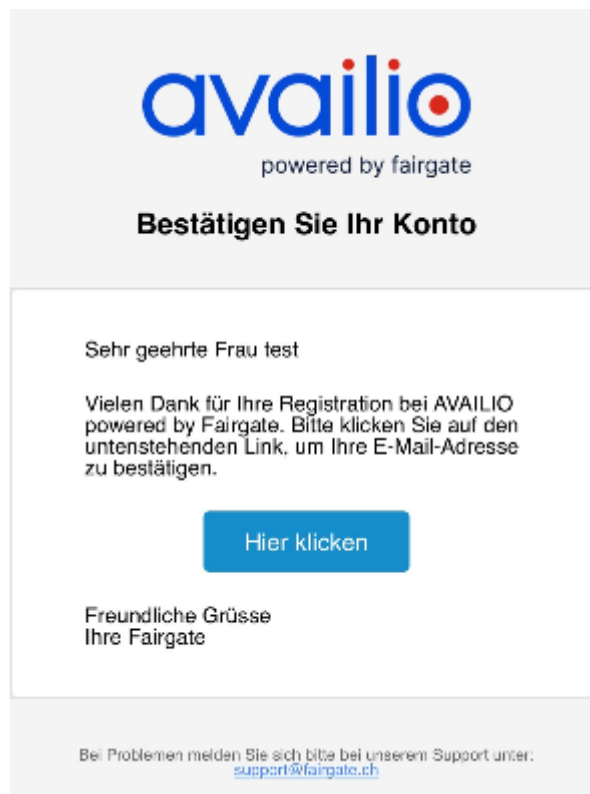 availio
powered by fairgate
Bestätigen Sie Ihr Konto
Sehr geehrte Frau test
Vielen Dank für Ihre Registration bei AVAILIO
powered by Fairgate. Bitte klicken Sie auf den
untenstehenden Link, um Ihre E-Mail-Adresse
zu bestätigen.
Hier klicken
Freundliche Grüsse
Ihre Fairgate
Bei Problemen melden Sie sich bitte bei unserem Support unter:
support@fairgate.ch